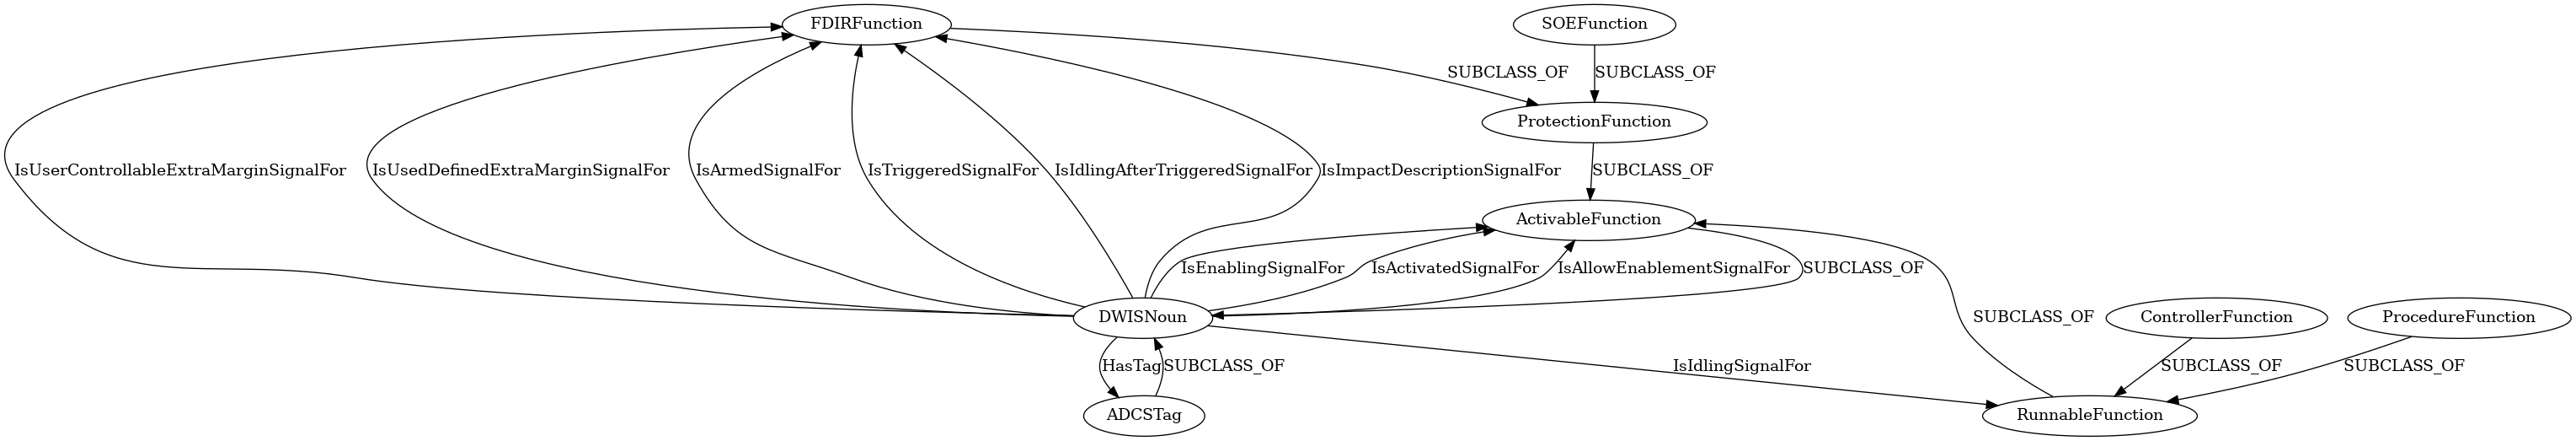 FDIRFunction
SOEFunction
SUBCLASS_OF
SUBCLASS_OF
ProtectionFunction
IsUserControllableExtraMarginSignalFor
IsUsedDefinedExtraMarginSignalFor
IsArmedSignalFor
IsTriggeredSignalFor
IsIdlingAfterTriggeredSignalFor
IsImpactDescriptionSignalFor
SUBCLASS_OF
ActivableFunction
IsEnablingSignalFor
IsActivatedSignalFor
IsAllowEnablementSignalFor
SUBCLASS_OF
DWISNoun
SUBCLASS_OF
ControllerFunction
ProcedureFunction
HasTag
SUBCLASS_OF
IsIdlingSignalFor
SUBCLASS_OF
SUBCLASS_OF
ADCSTag
RunnableFunction